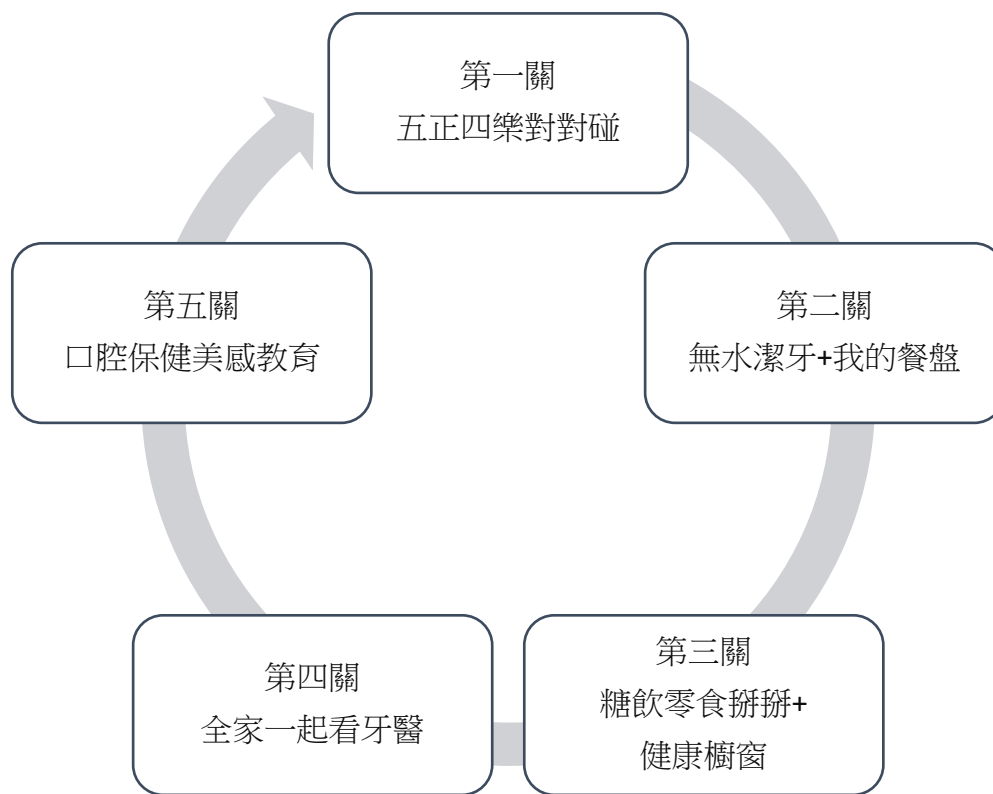 第一關
五正四樂對對碰
第二關
無水潔牙+我的餐盤
第三關
糖飲零食掰掰+
健康櫥窗
第四關
全家一起看牙醫
第五關
口腔保健美感教育